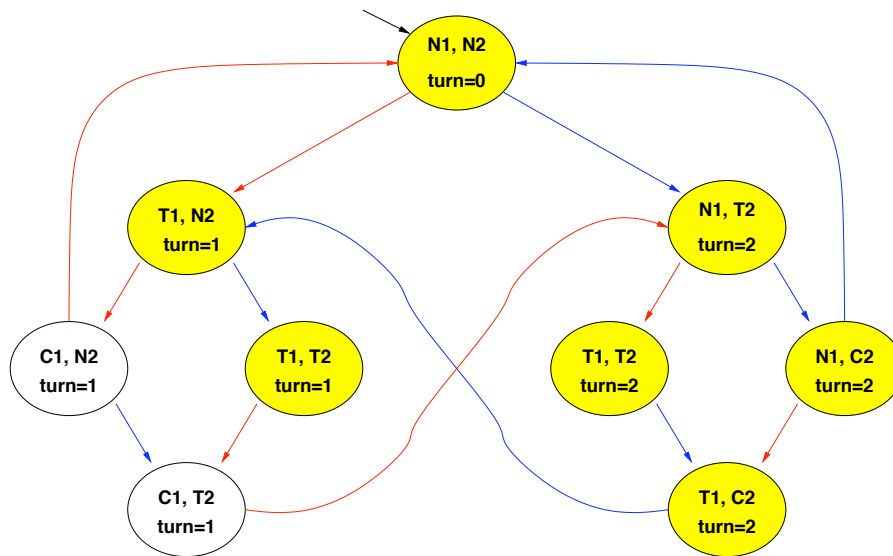 N1, N2
turn=0
T1, N2
turn=1
N1, T2
turn=2
C1, N2
turn=1
T1, T2
turn=1
T1, T2
turn=2
N1, C2
turn=2
C1, T2
turn=1
T1, C2
turn=2